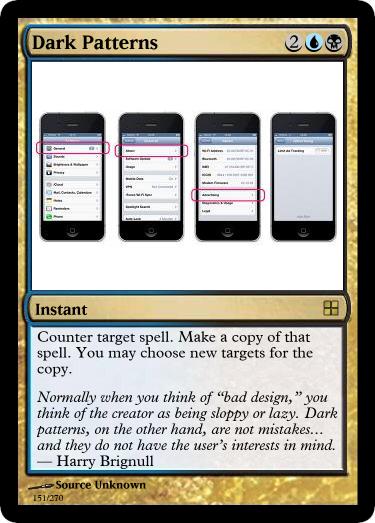 Dark Patterns
2
General
Sounds
Brightness & Wallpaper
Privacy
iCloud
Mail, Contacts, Calendars
Notes
Reminders
Phone
About
Software Update
Usage
Mobile Data
VPN
iTunes Wi-Fi Sync
Spotlight Search
Wi-Fi Address
Bluetooth
IMEI
ICCID
Modem Firmware
Advertising
Diagnostics & Usage
Legal
Limit Ad Tracking
Instant
Counter target spell. Make a copy of that
spell. You may choose new targets for the
copy.
Normally when you think of “bad design,” you
think of the creator as being sloppy or lazy. Dark
patterns, on the other hand, are not mistakes…
and they do not have the user's interests in mind.
— Harry Brignull
Source Unknown
151/270